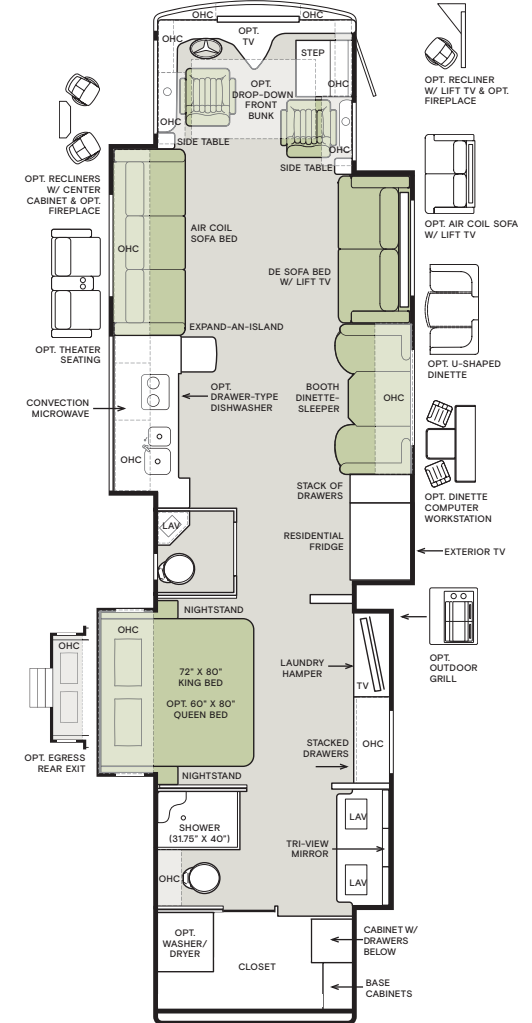 OHC
OHC
OHC
OPT.
TV
STEP
OHC
OPT.
DROP-DOWN
FRONT
BUNK
OHC
OHC
SIDE TABLE
SIDE TABLE
OPT. RECLINER
W/ LIFT TV & OPT.
FIREPLACE
OPT. RECLINERS
W/ CENTER
CABINET & OPT.
FIREPLACE
OHC
AIR COIL
SOFA BED
OPT. AIR COIL SOFA
W/ LIFT TV
DE SOFA BED
W/ LIFT TV
EXPAND-AN-ISLAND
OPT. THEATER
SEATING
OPT. U-SHAPED
DINETTE
CONVECTION
MICROWAVE
OPT.
DRAWER-TYPE
DISHWASHER
BOOTH
DINETTE-
SLEEPER
OHC
OHC
STACK OF
DRAWERS
OPT. DINETTE
COMPUTER
WORKSTATION
LAV
RESIDENTIAL
FRIDGE
EXTERIOR TV
NIGHTSTAND
OHC
OHC
72" X 80"
KING BED
OPT. 60" X 80"
QUEEN BED
LAUNDRY
HAMPER
TV
OPT.
OUTDOOR
GRILL
STACKED
DRAWERS
OHC
OPT. EGRESS
REAR EXIT
NIGHTSTAND
SHOWER
(31.75" X 40")
LAV
TRI-VIEW
MIRROR
OHC
LAV
OPT.
WASHER/
DRYER
CLOSET
CABINET W/
DRAWERS
BELOW
BASE
CABINETS